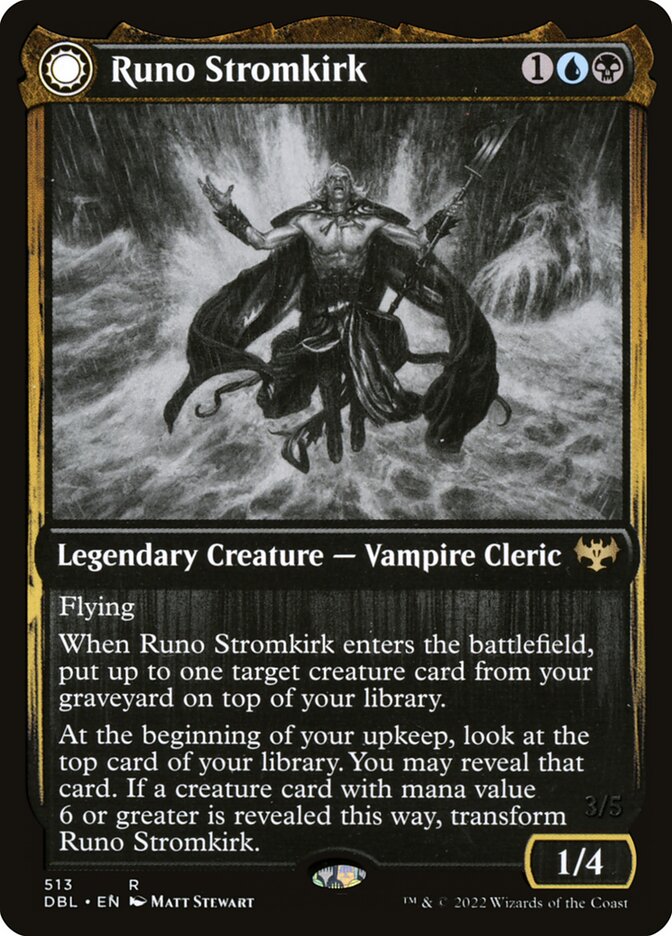 Runo Stromkirk 1
Legendary Creature — Vampire Cleric
Flying
When Runo Stromkirk enters the battlefield,
put up to one target creature card from your
graveyard on top of your library.
At the beginning of your upkeep, look at the
top card of your library. You may reveal that
card. If a creature card with mana value
6 or greater is revealed this way, transform
Runo Stromkirk.
3/5
1/4
513 R
DBL • EN Matt Stewart
™ & © 2022 Wizards of the Coast